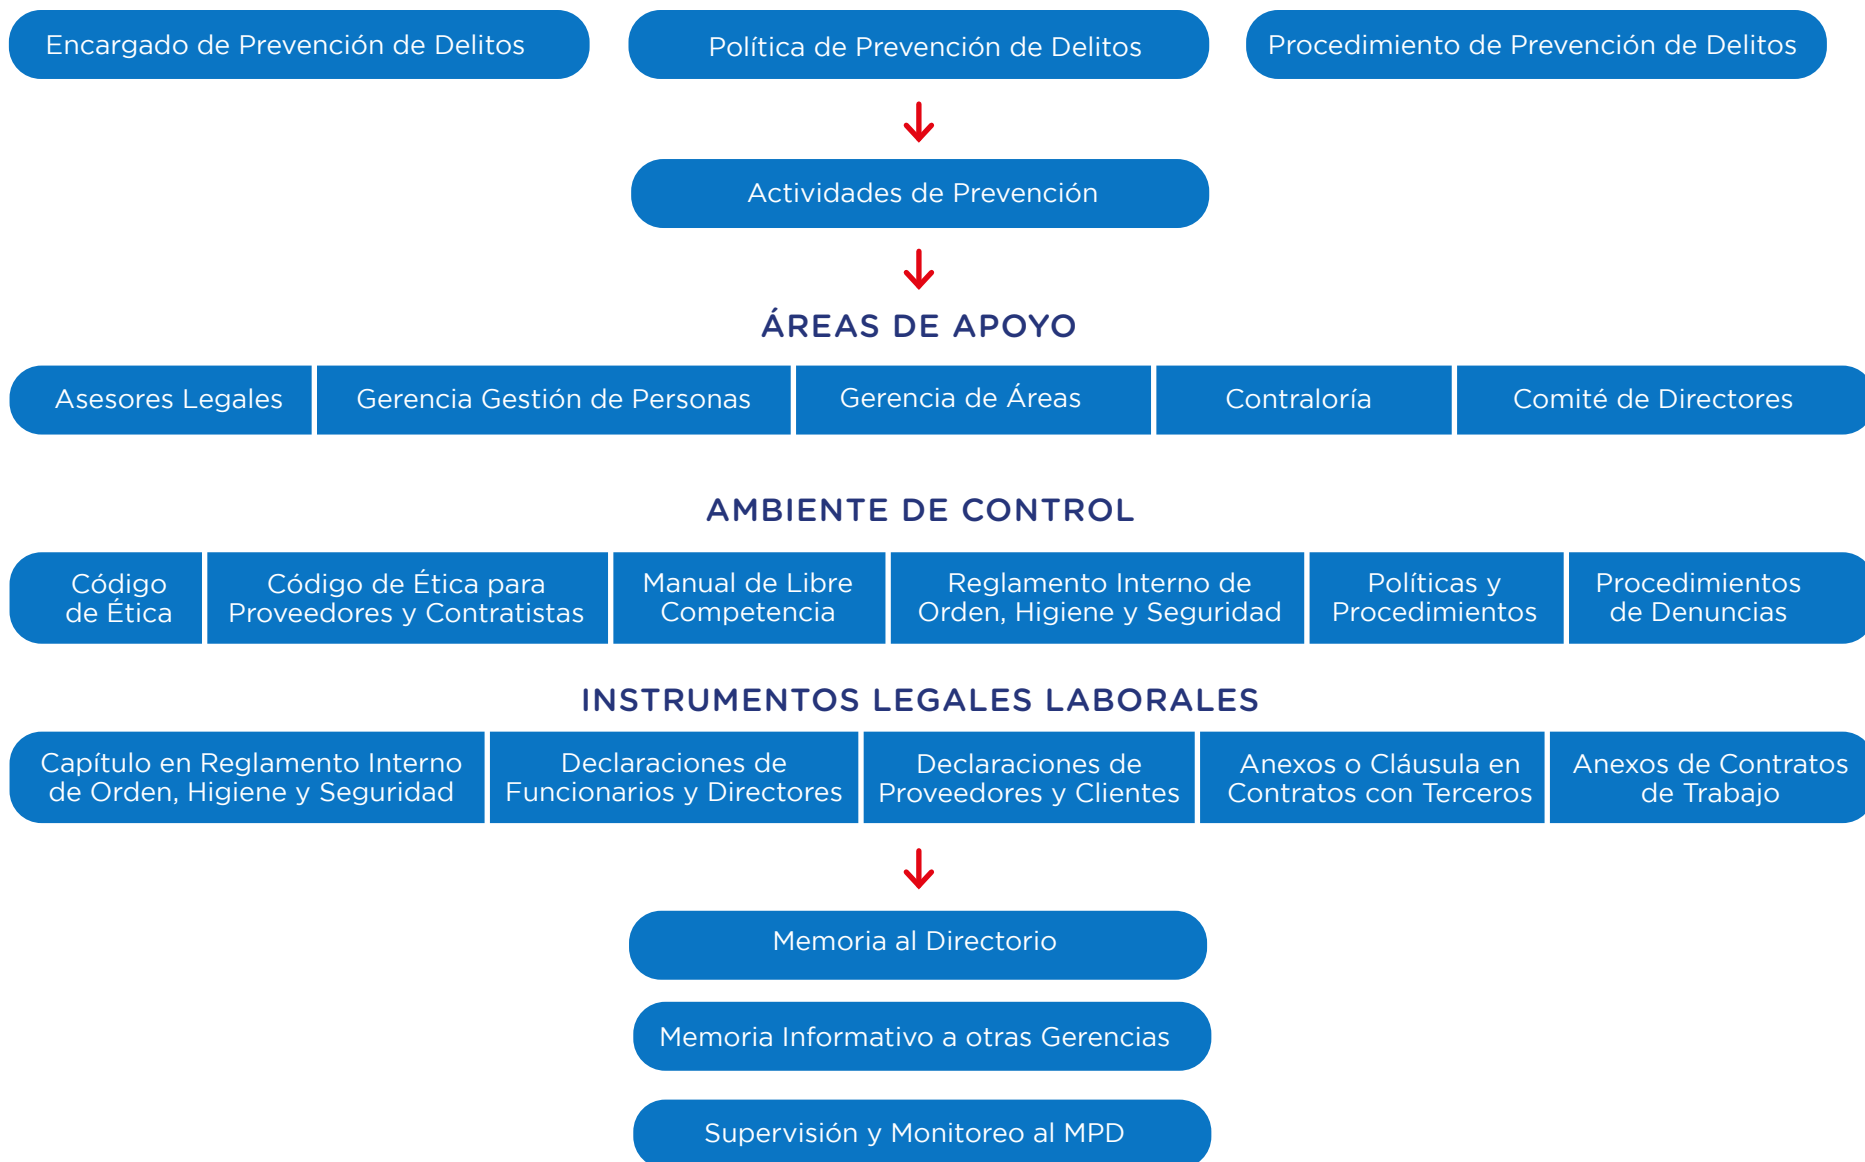 Encargado de Prevención de Delitos
Política de Prevención de Delitos
Procedimiento de Prevención de Delitos
Actividades de Prevención
ÁREAS DE APOYO
Asesores Legales
Gerencia Gestión de Personas
Gerencia de Áreas
Contraloría
Comité de Directores
AMBIENTE DE CONTROL
Código
de Ética
Código de Ética para
Proveedores y Contratistas
Manual de Libre
Competencia
Reglamento Interno de
Orden, Higiene y Seguridad
Políticas y
Procedimientos
Procedimientos
de Denuncias
INSTRUMENTOS LEGALES LABORALES
Capítulo en Reglamento Interno
de Orden, Higiene y Seguridad
Declaraciones de
Funcionarios y Directores
Declaraciones de
Proveedores y Clientes
Anexos o Cláusula en
Contratos con Terceros
Anexos de Contratos
de Trabajo
Memoria al Directorio
Memoria Informativo a otras Gerencias
Supervisión y Monitoreo al MPD